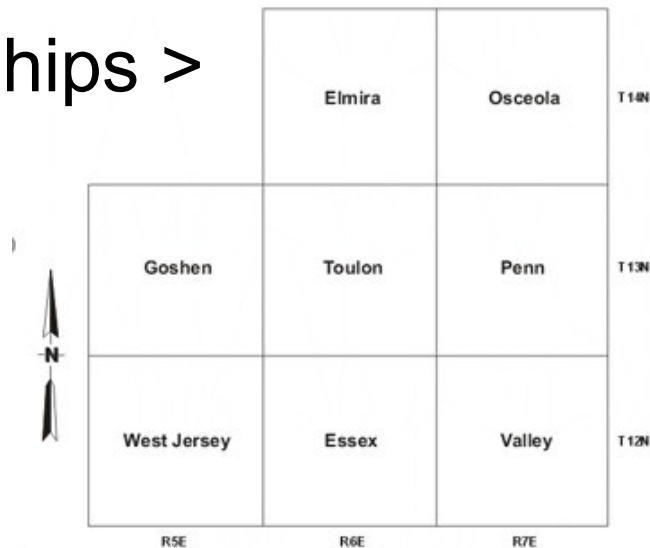 hips >
Elmira Osceola T14N
)
Goshen Toulon Penn T13N
N
West Jersey Essex Valley T12N
R5E R6E R7E